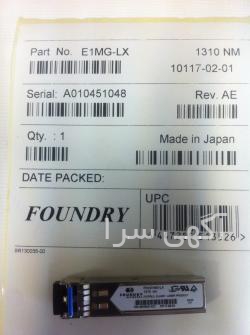 Part No. E1MG-LX 1310 NM
10117-02-01
Serial: A010451048 Rev. AE
Qty. : 1 Made in Japan
DATE PACKED:
FOUNDRY UPC
آگهی سرا